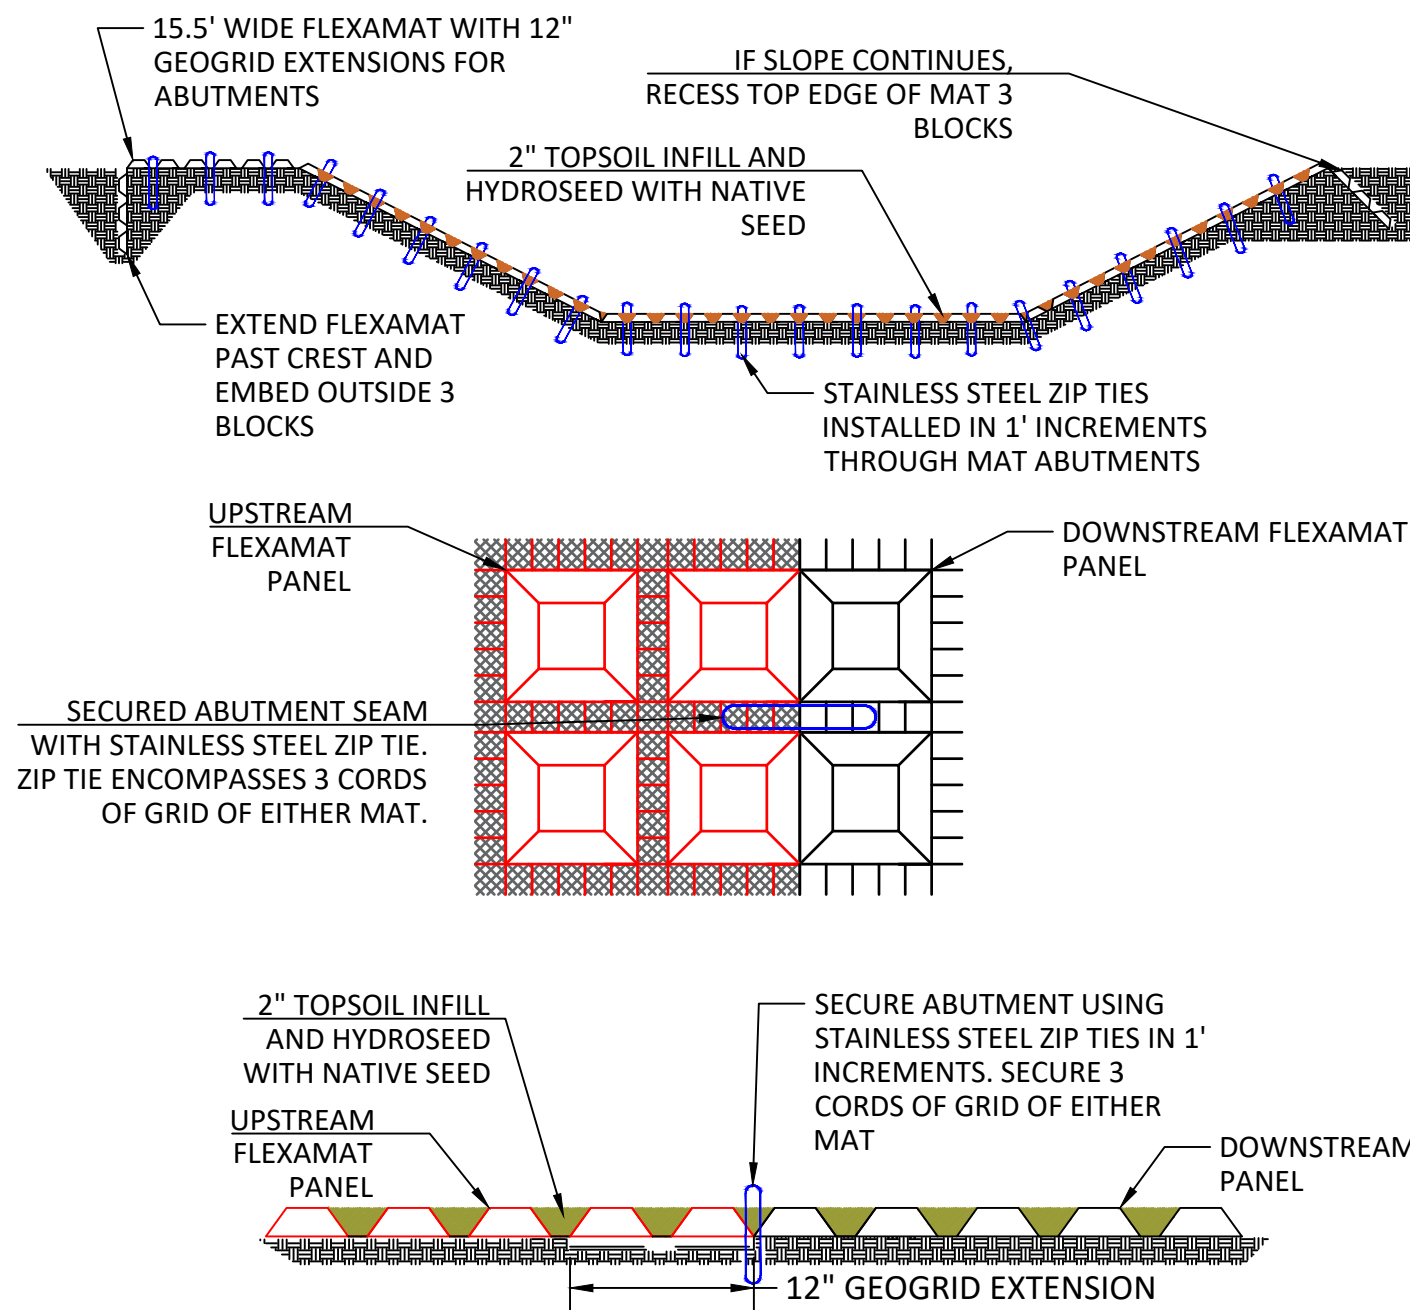 15.5' WIDE FLEXAMAT WITH 12"
GEOGRID EXTENSIONS FOR
ABUTMENTS
IF SLOPE CONTINUES,
RECESS TOP EDGE OF MAT 3
BLOCKS
2" TOPSOIL INFILL AND
HYDROSEED WITH NATIVE
SEED
EXTEND FLEXAMAT
PAST CREST AND
EMBED OUTSIDE 3
BLOCKS
STAINLESS STEEL ZIP TIES
INSTALLED IN 1' INCREMENTS
THROUGH MAT ABUTMENTS
UPSTREAM
FLEXAMAT
PANEL
DOWNSTREAM FLEXAMAT
PANEL
SECURED ABUTMENT SEAM
WITH STAINLESS STEEL ZIP TIE.
ZIP TIE ENCOMPASSES 3 CORDS
OF GRID OF EITHER MAT.
2" TOPSOIL INFILL
AND HYDROSEED
WITH NATIVE SEED
UPSTREAM
FLEXAMAT
PANEL
SECURE ABUTMENT USING
STAINLESS STEEL ZIP TIES IN 1'
INCREMENTS. SECURE 3
CORDS OF GRID OF EITHER
MAT
DOWNSTREAM
PANEL
12" GEOGRID EXTENSION